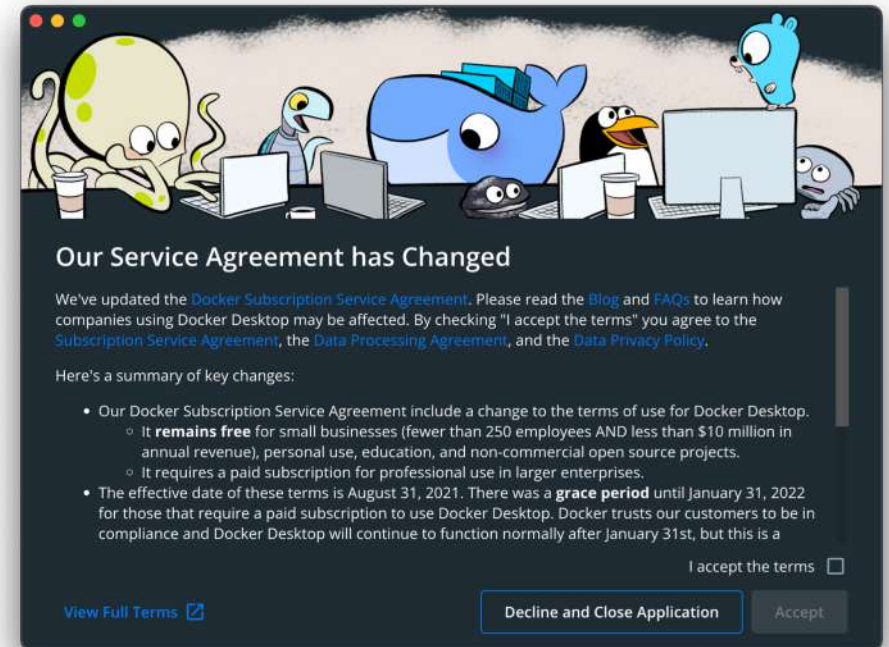 Our Service Agreement has Changed
We've updated the Docker Subscription Service Agreement. Please read the Blog and FAQs to learn how
companies using Docker Desktop may be affected. By checking "I accept the terms" you agree to the
Subscription Service Agreement, the Data Processing Agreement, and the Data Privacy Policy.
Here's a summary of key changes:
• Our Docker Subscription Service Agreement include a change to the terms of use for Docker Desktop.
◦ It remains free for small businesses (fewer than 250 employees AND less than $10 million in
annual revenue), personal use, education, and non-commercial open source projects.
◦ It requires a paid subscription for professional use in larger enterprises.
• The effective date of these terms is August 31, 2021. There was a grace period until January 31, 2022
for those that require a paid subscription to use Docker Desktop. Docker trusts our customers to be in
compliance and Docker Desktop will continue to function normally after January 31st, but this is a
I accept the terms
View Full Terms
Decline and Close Application
Accept